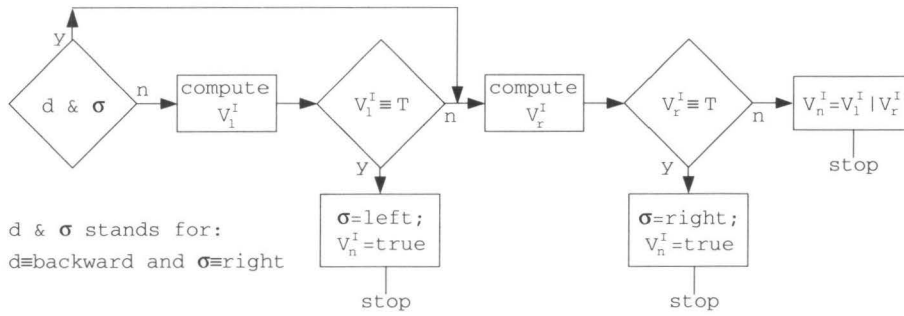 y
d & σ
n
compute
V_l^I
V_l^I ≡ T
n
y
compute
V_r^I
V_r^I ≡ T
n
y
V_n^I=V_l^I|V_r^I
stop
σ=left;
V_n^I=true
stop
σ=right;
V_n^I=true
stop
d & σ stands for:
d≡backward and σ≡right